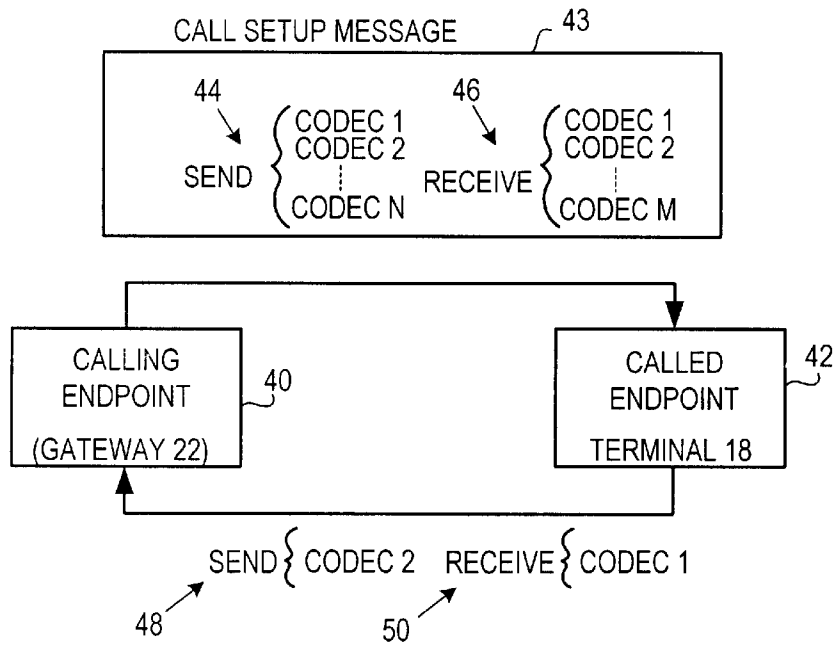 CALL SETUP MESSAGE
43
44
46
SEND
CODEC 1
CODEC 2
CODEC N
RECEIVE
CODEC 1
CODEC 2
CODEC M
CALLING
ENDPOINT
(GATEWAY 22)
40
CALLED
ENDPOINT
TERMINAL 18
42
SEND { CODEC 2
RECEIVE { CODEC 1
48
50